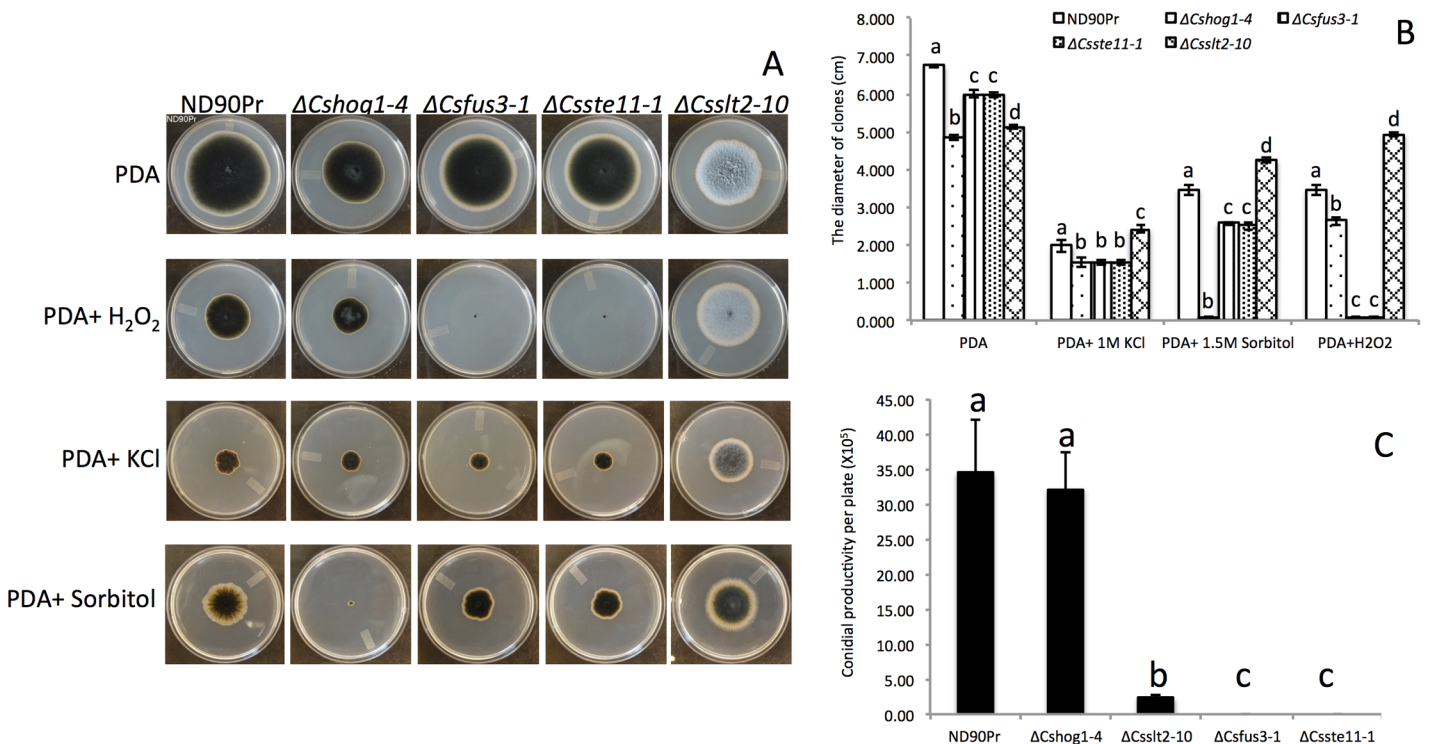 A
ND90Pr ΔCshog1-4 ΔCsfus3-1 ΔCsste11-1 ΔCsslt2-10
ND90Pr
PDA
PDA+ H₂O₂
PDA+ KCl
PDA+ Sorbitol
B
ND90Pr ΔCshog1-4 ΔCsfus3-1
ΔCsste11-1 ΔCsslt2-10
The diameter of clones (cm)
8.000
7.000
6.000
5.000
4.000
3.000
2.000
1.000
0.000
a b c c d
a b b b c
a b c c d
a b c c d
PDA PDA+ 1M KCl PDA+ 1.5M Sorbitol PDA+H2O2
C
Conidial productivity per plate (X10⁵)
45.00
40.00
35.00
30.00
25.00
20.00
15.00
10.00
5.00
0.00
a a b c c
ND90Pr ΔCshog1-4 ΔCsslt2-10 ΔCsfus3-1 ΔCsste11-1